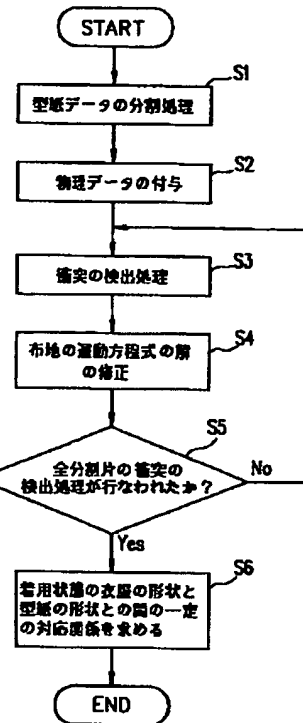 START
S1
型紙データの分割処理
S2
物理データの付与
S3
衝突の検出処理
S4
布地の運動方程式の解
の修正
S5
全分割片の衝突の
検出処理が行なわれたか?
No
Yes
S6
着用状態の衣服の形状と
型紙の形状との間の一定
の対応関係を求める
END